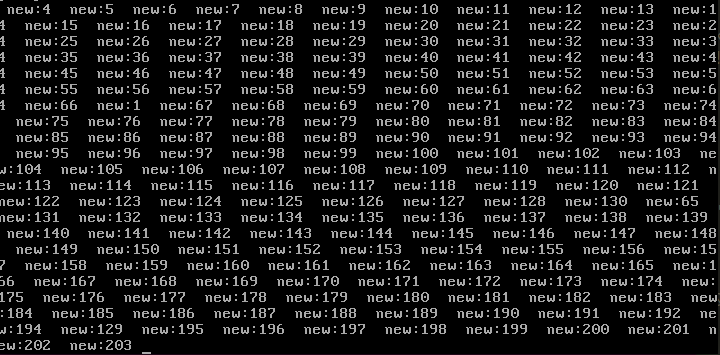 new:4  new:5  new:6  new:7  new:8  new:9  new:10  new:11  new:12  new:13  new:1
4  new:15  new:16  new:17  new:18  new:19  new:20  new:21  new:22  new:23  new:2
4  new:25  new:26  new:27  new:28  new:29  new:30  new:31  new:32  new:33  new:3
4  new:35  new:36  new:37  new:38  new:39  new:40  new:41  new:42  new:43  new:4
4  new:45  new:46  new:47  new:48  new:49  new:50  new:51  new:52  new:53  new:5
4  new:55  new:56  new:57  new:58  new:59  new:60  new:61  new:62  new:63  new:6
4  new:66  new:1  new:67  new:68  new:69  new:70  new:71  new:72  new:73  new:74
new:75  new:76  new:77  new:78  new:79  new:80  new:81  new:82  new:83  new:84
new:85  new:86  new:87  new:88  new:89  new:90  new:91  new:92  new:93  new:94
new:95  new:96  new:97  new:98  new:99  new:100  new:101  new:102  new:103  ne
w:104  new:105  new:106  new:107  new:108  new:109  new:110  new:111  new:112  n
ew:113  new:114  new:115  new:116  new:117  new:118  new:119  new:120  new:121
new:122  new:123  new:124  new:125  new:126  new:127  new:128  new:130  new:65
new:131  new:132  new:133  new:134  new:135  new:136  new:137  new:138  new:139
new:140  new:141  new:142  new:143  new:144  new:145  new:146  new:147  new:148
new:149  new:150  new:151  new:152  new:153  new:154  new:155  new:156  new:15
7  new:158  new:159  new:160  new:161  new:162  new:163  new:164  new:165  new:1
66  new:167  new:168  new:169  new:170  new:171  new:172  new:173  new:174  new:
175  new:176  new:177  new:178  new:179  new:180  new:181  new:182  new:183  new
:184  new:185  new:186  new:187  new:188  new:189  new:190  new:191  new:192  ne
w:194  new:129  new:195  new:196  new:197  new:198  new:199  new:200  new:201  n
ew:202  new:203  _